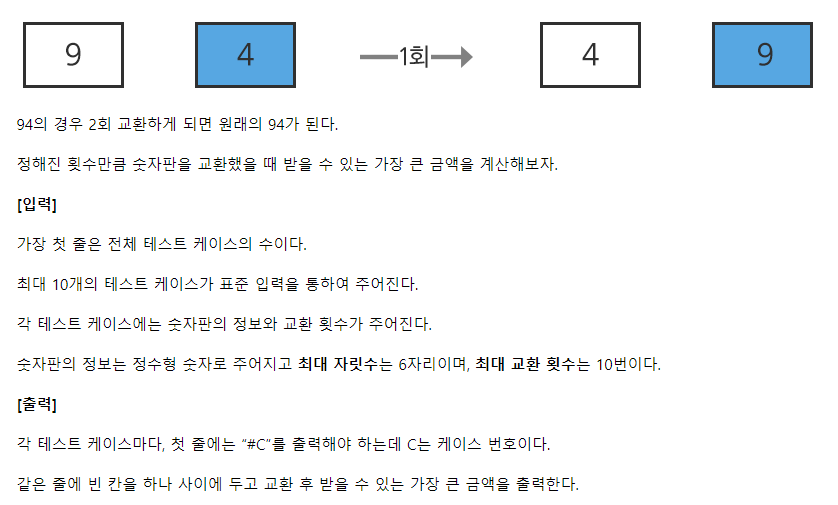 9 4 1회 4 9
94의 경우 2회 교환하게 되면 원래의 94가 된다.
정해진 횟수만큼 숫자판을 교환했을 때 받을 수 있는 가장 큰 금액을 계산해보자.
[입력]
가장 첫 줄은 전체 테스트 케이스의 수이다.
최대 10개의 테스트 케이스가 표준 입력을 통하여 주어진다.
각 테스트 케이스에는 숫자판의 정보와 교환 횟수가 주어진다.
숫자판의 정보는 정수형 숫자로 주어지고 최대 자릿수는 6자리이며, 최대 교환 횟수는 10번이다.
[출력]
각 테스트 케이스마다, 첫 줄에는 “#C”를 출력해야 하는데 C는 케이스 번호이다.
같은 줄에 빈 칸을 하나 사이에 두고 교환 후 받을 수 있는 가장 큰 금액을 출력한다.